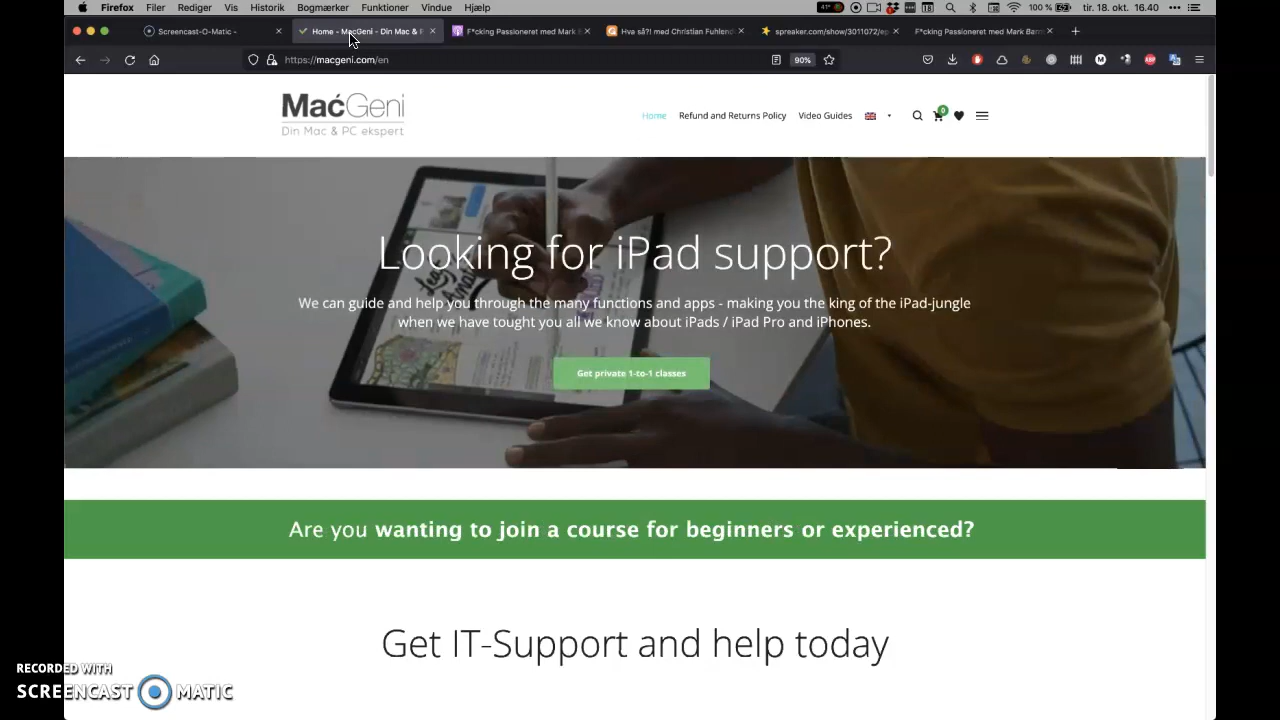 Firefox Filer Rediger Vis Historik Bogmærker Funktioner Vindue Hjælp 41° 18 100 % tir. 18. okt. 16.40
Screencast-O-Matic - Home - MacGeni - Din Mac & P F*cking Passioneret med Mark B Hva så?! med Christian Fuhlend spreaker.com/show/3011072/ep F*cking Passioneret med Mark Barn
https://macgeni.com/en 90%
MaćGeni
Din Mac & PC ekspert
Home Refund and Returns Policy Video Guides 0
Looking for iPad support?
We can guide and help you through the many functions and apps - making you the king of the iPad-jungle
when we have tought you all we know about iPads / iPad Pro and iPhones.
Get private 1-to-1 classes
Are you wanting to join a course for beginners or experienced?
Get IT-Support and help today
RECORDED WITH
SCREENCAST MATIC